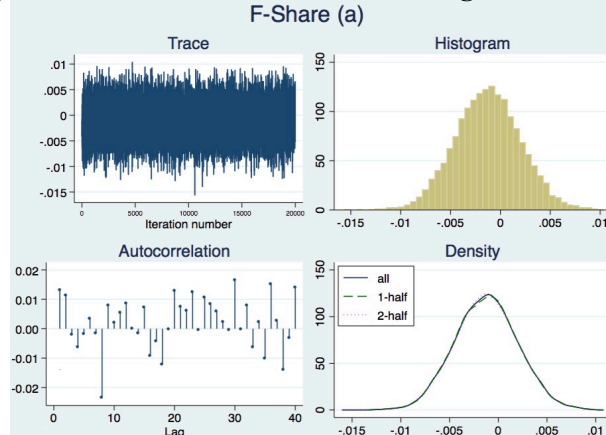 F-Share (a)
Trace
.01
.005
0
-.005
-.01
-.015
0 5000 10000 15000 20000
Iteration number
Histogram
150
100
50
0
-.015 -.01 -.005 0 .005 .01
Autocorrelation
0.02
0.01
0.00
-0.01
-0.02
0 10 20 30 40
Lag
Density
150
100
50
0
all
1-half
2-half
-.015 -.01 -.005 0 .005 .01